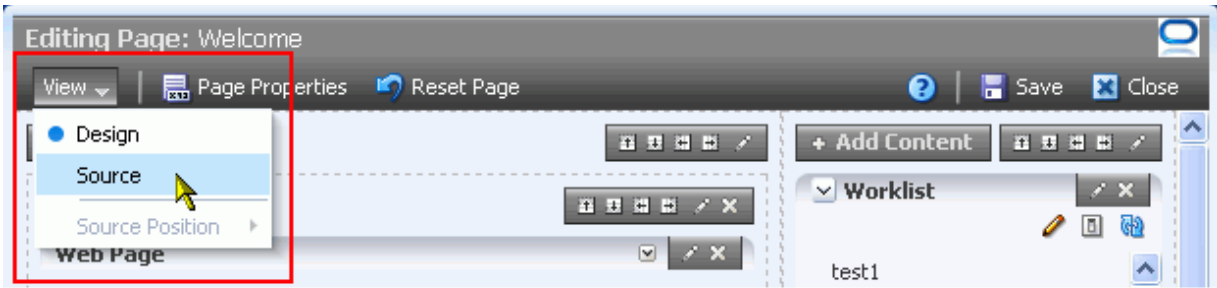 Editing Page: Welcome
View Page Properties Reset Page ? Save Close
Design
Source
Source Position
+ Add Content
Worklist
Web Page
test1